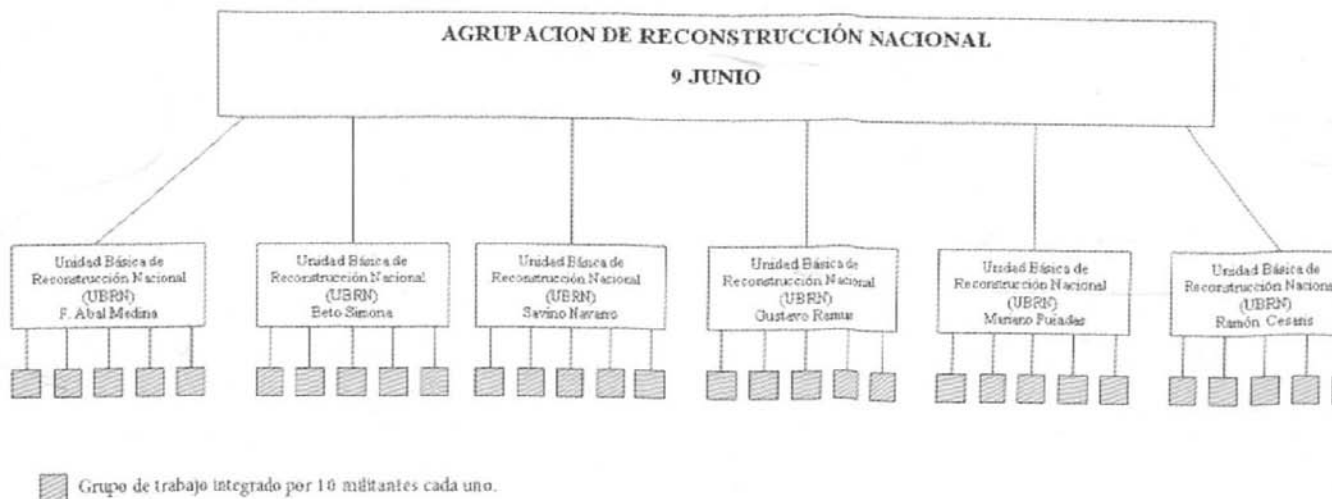 AGRUPACION DE RECONSTRUCCIÓN NACIONAL
9 JUNIO
Unidad Básica de
Reconstrucción Nacional
(UBRN)
F. Abal Medina
Unidad Básica de
Reconstrucción Nacional
(UBRN)
Beto Simona
Unidad Básica de
Reconstrucción Nacional
(UBRN)
Savino Navarro
Unidad Básica de
Reconstrucción Nacional
(UBRN)
Gustavo Ramus
Unidad Básica de
Reconstrucción Nacional
(UBRN)
Mariano Pujadas
Unidad Básica de
Reconstrucción Nacional
(UBRN)
Ramón Cesaris
Grupo de trabajo integrado por 10 militantes cada uno.